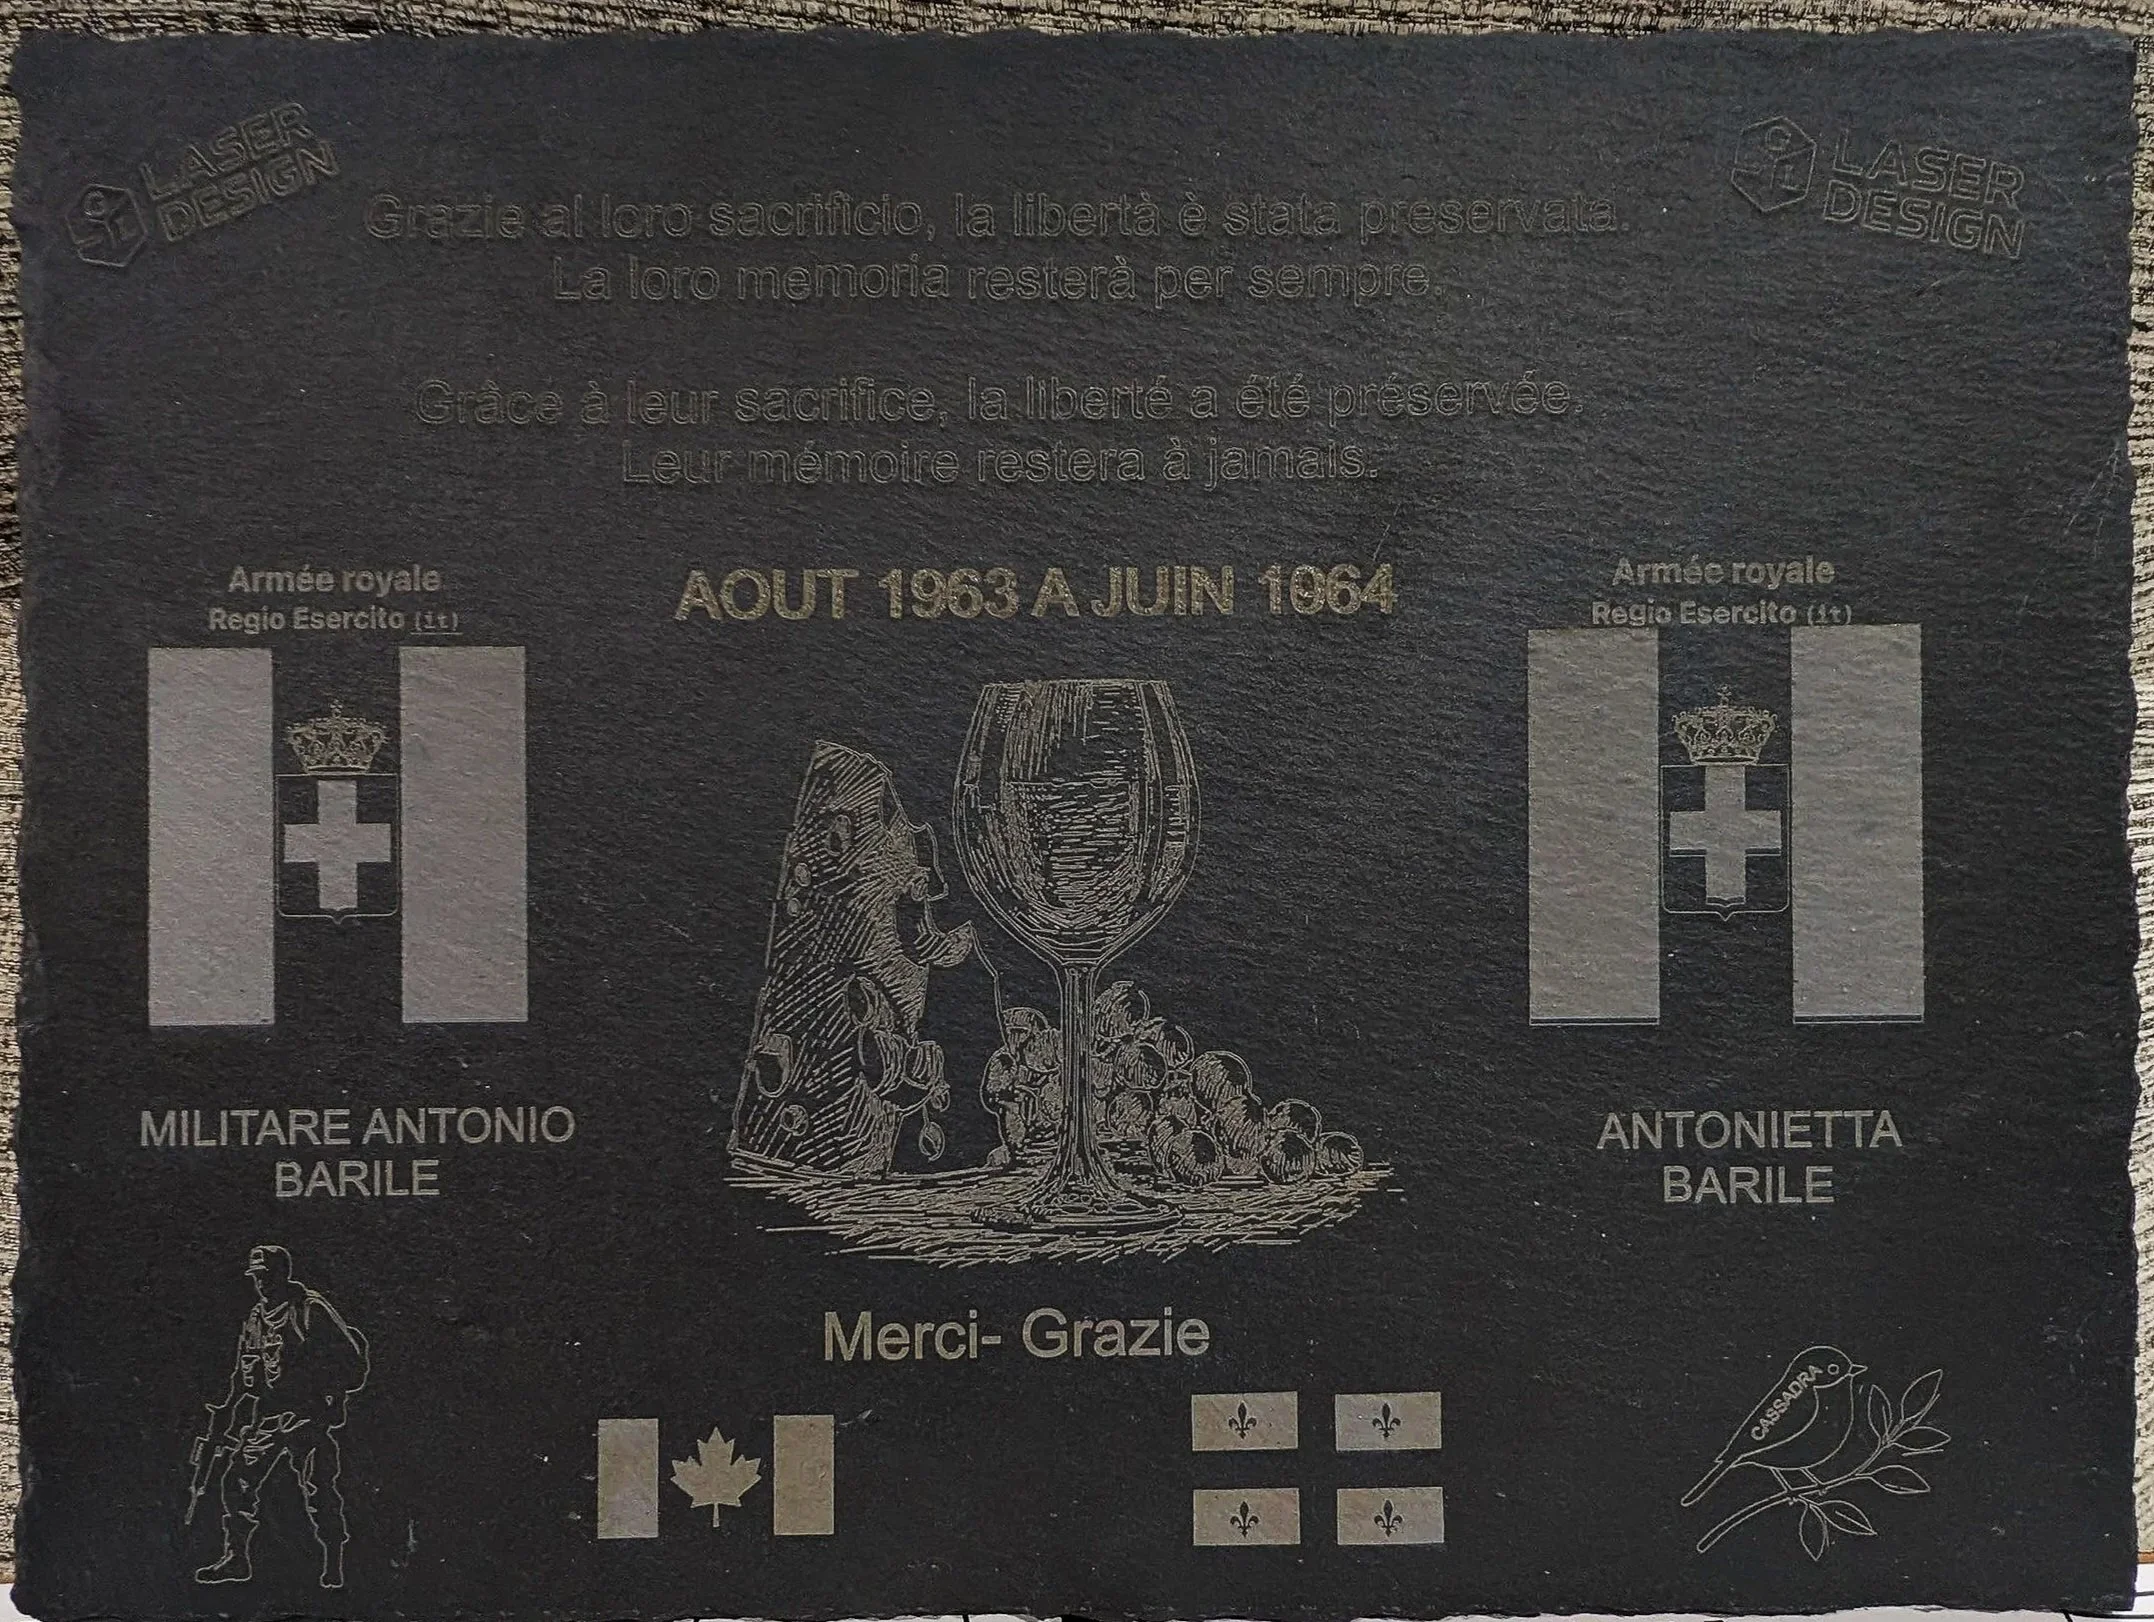 LASER
DESIGN
LASER
DESIGN
Grazie al loro sacrificio, la libertà è stata preservata.
La loro memoria resterà per sempre.
Grâce à leur sacrifice, la liberté a été préservée.
Leur mémoire restera à jamais.
Armée royale
Regio Esercito (it)
AOUT 1963 A JUIN 1064
Armée royale
Regio Esercito (it)
MILITARE ANTONIO
BARILE
ANTONIETTA
BARILE
Merci- Grazie
CASSADRA